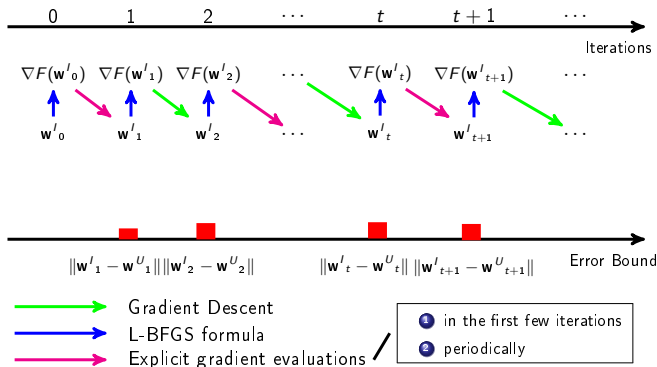 0 1 2 ⋯ t t + 1 ⋯
Iterations
∇F(w^I_0) ∇F(w^I_1) ∇F(w^I_2) ⋯ ∇F(w^I_t) ∇F(w^I_{t+1}) ⋯
w^I_0 w^I_1 w^I_2 ⋯ w^I_t w^I_{t+1} ⋯
‖w^I_1 − w^U_1‖ ‖w^I_2 − w^U_2‖ ‖w^I_t − w^U_t‖ ‖w^I_{t+1} − w^U_{t+1}‖ Error Bound
Gradient Descent
L-BFGS formula
Explicit gradient evaluations
1 in the first few iterations
2 periodically